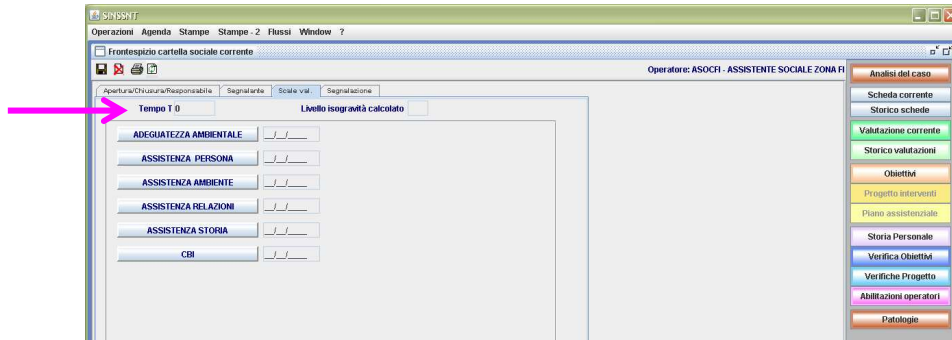 SINSSNT
Operazioni Agenda Stampe Stampe - 2 Flussi Window ?
Frontespizio cartella sociale corrente
Operatore: ASOCFI - ASSISTENTE SOCIALE ZONA FI
Apertura/Chiusura/Responsabile Segnalante Scale val. Segnalazione
Tempo T 0 Livello isogravità calcolato
ADEGUATEZZA AMBIENTALE __/__/____
ASSISTENZA PERSONA __/__/____
ASSISTENZA AMBIENTE __/__/____
ASSISTENZA RELAZIONI __/__/____
ASSISTENZA STORIA __/__/____
CBI __/__/____
Analisi del caso
Scheda corrente
Storico schede
Valutazione corrente
Storico valutazioni
Obiettivi
Progetto interventi
Piano assistenziale
Storia Personale
Verifica Obiettivi
Verifiche Progetto
Abilitazioni operatori
Patologie